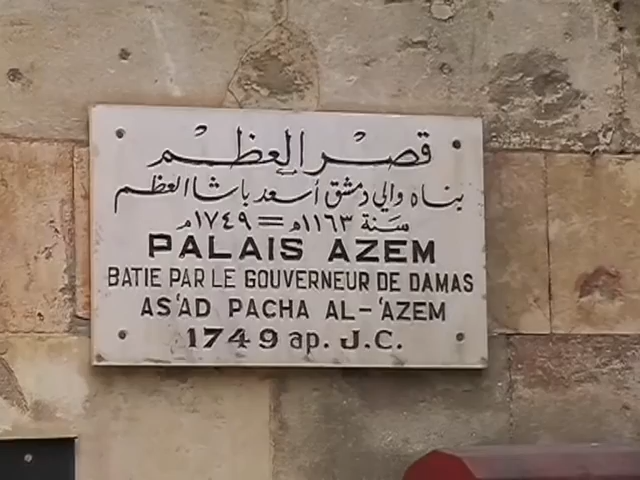 قصر العظم
بناه والي دمشق أسعد باشا العظم
سنة ١١٦٣ه = ١٧٤٩م
PALAIS AZEM
BATIE PAR LE GOUVERNEUR DE DAMAS
AS'AD PACHA AL-'AZEM
1749 ap. J.C.